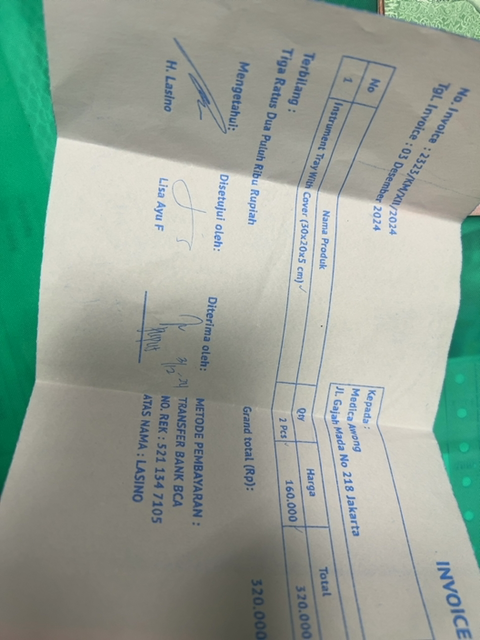 INVOICE
No. Invoice : 2323/KM/XII/2024
Tgl. Invoice : 03 Desember 2024
Kepada :
Medica Awong
Jl. Gajah Mada No 218 Jakarta
No Nama Produk Qty Harga Total
1 Instrument Tray With Cover (30x20x5 cm) 2 Pcs 160.000 320.000
Grand total (Rp): 320.000
Terbilang :
Tiga Ratus Dua Puluh Ribu Rupiah
Mengetahui: Disetujui oleh: Diterima oleh:
H. Lasino Lisa Ayu F
METODE PEMBAYARAN :
TRANSFER BANK BCA
NO. REK : 521 134 7105
ATAS NAMA : LASINO